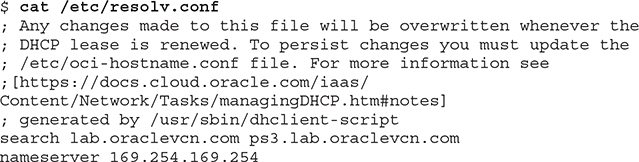 $ cat /etc/resolv.conf
; Any changes made to this file will be overwritten whenever the
; DHCP lease is renewed. To persist changes you must update the
; /etc/oci-hostname.conf file. For more information see
;[https://docs.cloud.oracle.com/iaas/
Content/Network/Tasks/managingDHCP.htm#notes]
; generated by /usr/sbin/dhclient-script
search lab.oraclevcn.com ps3.lab.oraclevcn.com
nameserver 169.254.169.254